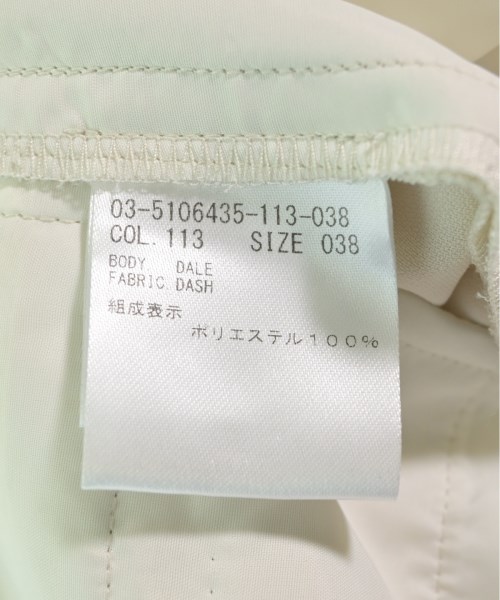 03-5106435-113-038
COL. 113 SIZE 038
BODY. DALE
FABRIC. DASH
組成表示
ポリエステル100%